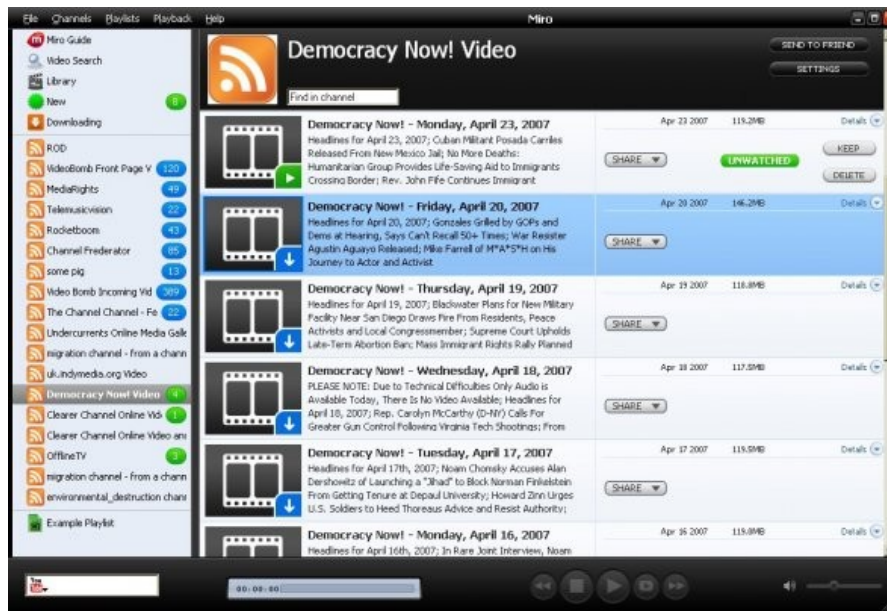 File Channels Playlists Playback Help
Miro
Miro Guide
Video Search
Library
New 8
Downloading
ROD
VideoBomb Front Page V 120
MediaRights 49
Telemusicvision 22
Rocketboom 43
Channel Frederator 85
some pig 13
Video Bomb Incoming Vid 389
The Channel Channel - Fe 22
Undercurrents Online Media Galle
migration channel - from a chann
uk.indymedia.org Video
Democracy Now! Video 4
Clearer Channel Online Vide 1
Clearer Channel Online Video and
OfflineTV 3
migration channel - from a chann
environmental_destruction chann
Example Playlist
Democracy Now! Video
SEND TO FRIEND
SETTINGS
Find in channel
Democracy Now! - Monday, April 23, 2007
Headlines for April 23, 2007; Cuban Militant Posada Carriles
Released From New Mexico Jail; No More Deaths:
Humanitarian Group Provides Life-Saving Aid to Immigrants
Crossing Border; Rev. John Fife Continues Immigrant
SHARE
Apr 23 2007 119.2MB Details
UNWATCHED
KEEP
DELETE
Democracy Now! - Friday, April 20, 2007
Headlines for April 20, 2007; Gonzales Grilled by GOPs and
Dems at Hearing, Says Can't Recall 50+ Times; War Resister
Agustin Aguayo Released; Mike Farrell of M*A*S*H on His
Journey to Actor and Activist
SHARE
Apr 20 2007 146.2MB Details
Democracy Now! - Thursday, April 19, 2007
Headlines for April 19, 2007; Blackwater Plans for New Military
Facility Near San Diego Draws Fire From Residents, Peace
Activists and Local Congressmember; Supreme Court Upholds
Late-Term Abortion Ban; Mass Immigrant Rights Rally Planned
SHARE
Apr 19 2007 118.8MB Details
Democracy Now! - Wednesday, April 18, 2007
PLEASE NOTE: Due to Technical Difficulties Only Audio is
Available Today, There Is No Video Available; Headlines for
April 18, 2007; Rep. Carolyn McCarthy (D-NY) Calls For
Greater Gun Control Following Virginia Tech Shootings; From
SHARE
Apr 18 2007 117.5MB Details
Democracy Now! - Tuesday, April 17, 2007
Headlines for April 17th, 2007; Noam Chomsky Accuses Alan
Dershowitz of Launching a "Jihad" to Block Norman Finkelstein
From Getting Tenure at Depaul University; Howard Zinn Urges
U.S. Soldiers to Heed Thoreaus Advice and Resist Authority;
SHARE
Apr 17 2007 119.5MB Details
Democracy Now! - Monday, April 16, 2007
Headlines for April 16th, 2007; In Rare Joint Interview, Noam
Apr 16 2007 119.8MB Details
You Tube
00:00:00